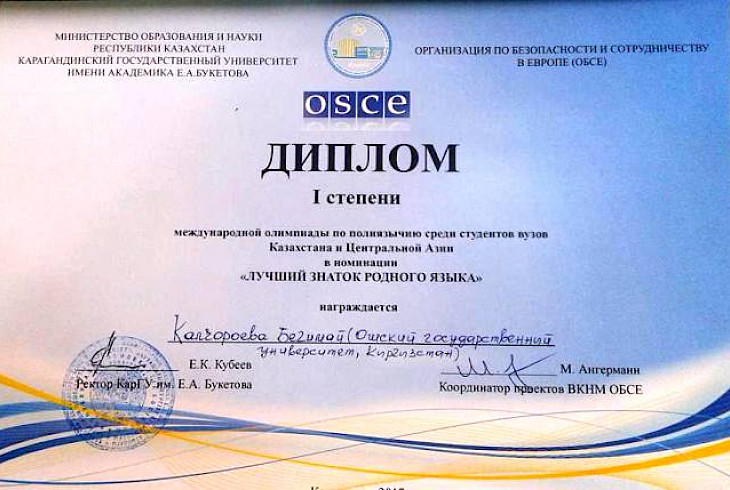 МИНИСТЕРСТВО ОБРАЗОВАНИЯ И НАУКИ
РЕСПУБЛИКИ КАЗАХСТАН
КАРАГАНДИНСКИЙ ГОСУДАРСТВЕННЫЙ УНИВЕРСИТЕТ
ИМЕНИ АКАДЕМИКА Е.А.БУКЕТОВА
ОРГАНИЗАЦИЯ ПО БЕЗОПАСНОСТИ И СОТРУДНИЧЕСТВУ
В ЕВРОПЕ (ОБСЕ)
osce
ДИПЛОМ
I степени
международной олимпиады по полиязычию среди студентов вузов
Казахстана и Центральной Азии
в номинации
«ЛУЧШИЙ ЗНАТОК РОДНОГО ЯЗЫКА»
награждается
Калчороева Бегимай (Ошский государственный
университет, Киргизстан)
Е.К. Кубеев
Ректор КарГУ им. Е.А. Букетова
М. Ангерманн
Координатор проектов ВКНМ ОБСЕ